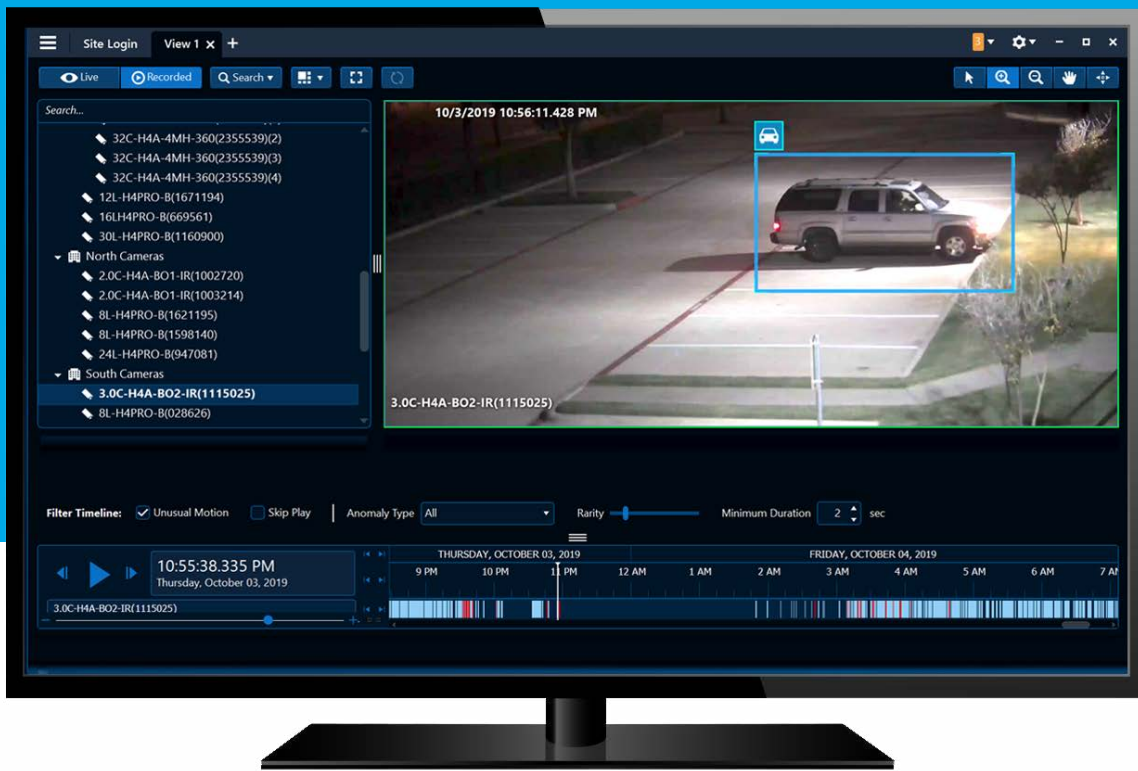 Site Login View 1 x +
3
Live Recorded Search
Search...
10/3/2019 10:56:11.428 PM
32C-H4A-4MH-360(2355539)(2)
32C-H4A-4MH-360(2355539)(3)
32C-H4A-4MH-360(2355539)(4)
12L-H4PRO-B(1671194)
16LH4PRO-B(669561)
30L-H4PRO-B(1160900)
North Cameras
2.0C-H4A-BO1-IR(1002720)
2.0C-H4A-BO1-IR(1003214)
8L-H4PRO-B(1621195)
8L-H4PRO-B(1598140)
24L-H4PRO-B(947081)
South Cameras
3.0C-H4A-BO2-IR(1115025)
8L-H4PRO-B(028626)
3.0C-H4A-BO2-IR(1115025)
Filter Timeline: Unusual Motion Skip Play Anomaly Type All Rarity Minimum Duration 2 sec
10:55:38.335 PM
Thursday, October 03, 2019
THURSDAY, OCTOBER 03, 2019 FRIDAY, OCTOBER 04, 2019
9 PM 10 PM 11 PM 12 AM 1 AM 2 AM 3 AM 4 AM 5 AM 6 AM 7 AM
3.0C-H4A-BO2-IR(1115025)